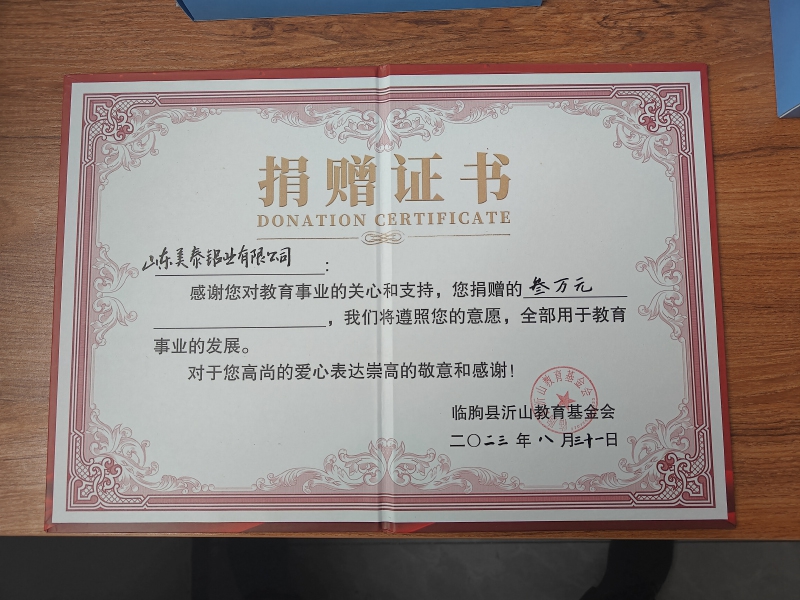 捐赠证书
DONATION CERTIFICATE
山东美泰铝业有限公司：
感谢您对教育事业的关心和支持，您捐赠的叁万元
，我们将遵照您的意愿，全部用于教育
事业的发展。
对于您高尚的爱心表达崇高的敬意和感谢！
临朐县沂山教育基金会
二〇二三年八月三十一日